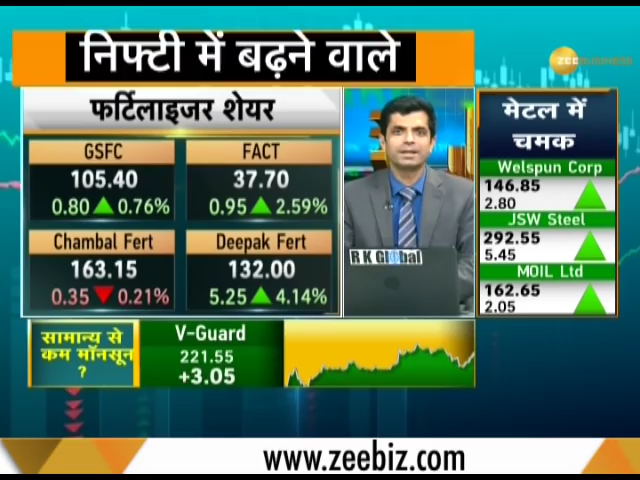 निफ्टी में बढ़ने वाले
ZEE BUSINESS
फर्टिलाइजर शेयर
GSFC
105.40
0.80 0.76%
FACT
37.70
0.95 2.59%
Chambal Fert
163.15
0.35 0.21%
Deepak Fert
132.00
5.25 4.14%
R K Global
मेटल में
चमक
Welspun Corp
146.85
2.80
JSW Steel
292.55
5.45
MOIL Ltd
162.65
2.05
सामान्य से
कम मॉनसून
?
V-Guard
221.55
+3.05
www.zeebiz.com